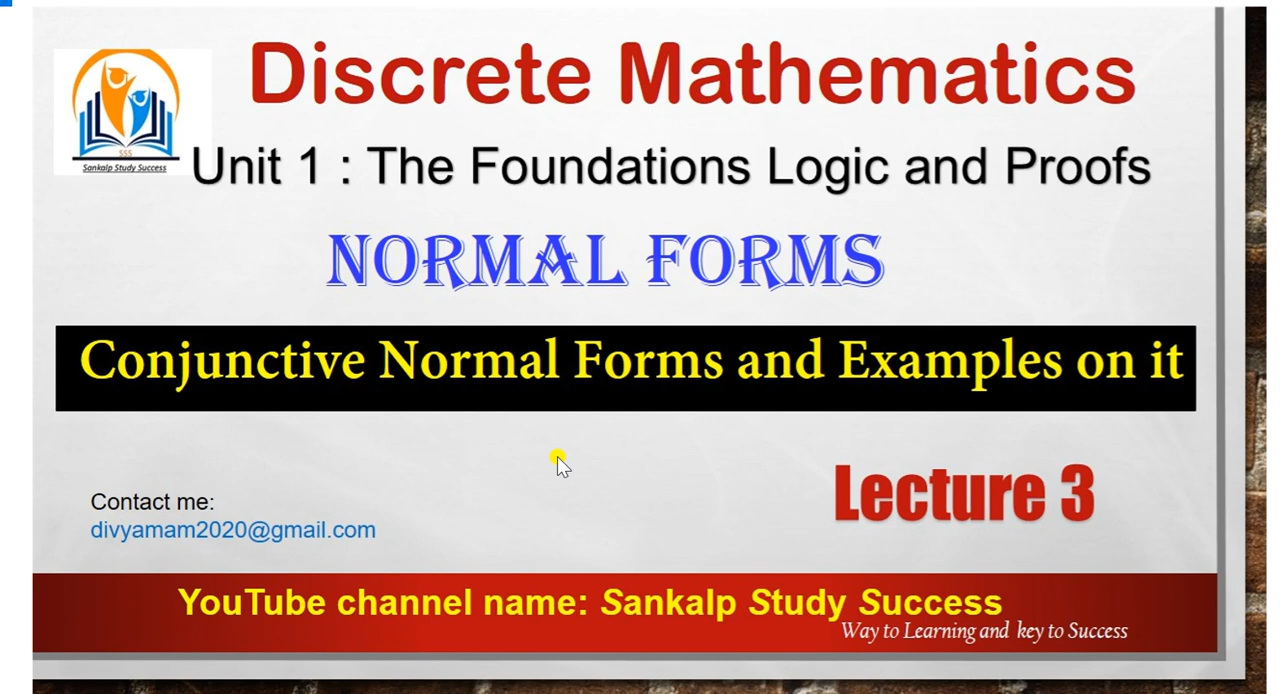 Discrete Mathematics
SSS
Sankalp Study Success
Unit 1 : The Foundations Logic and Proofs
NORMAL FORMS
Conjunctive Normal Forms and Examples on it
Lecture 3
Contact me:
divyamam2020@gmail.com
YouTube channel name: Sankalp Study Success
Way to Learning and key to Success